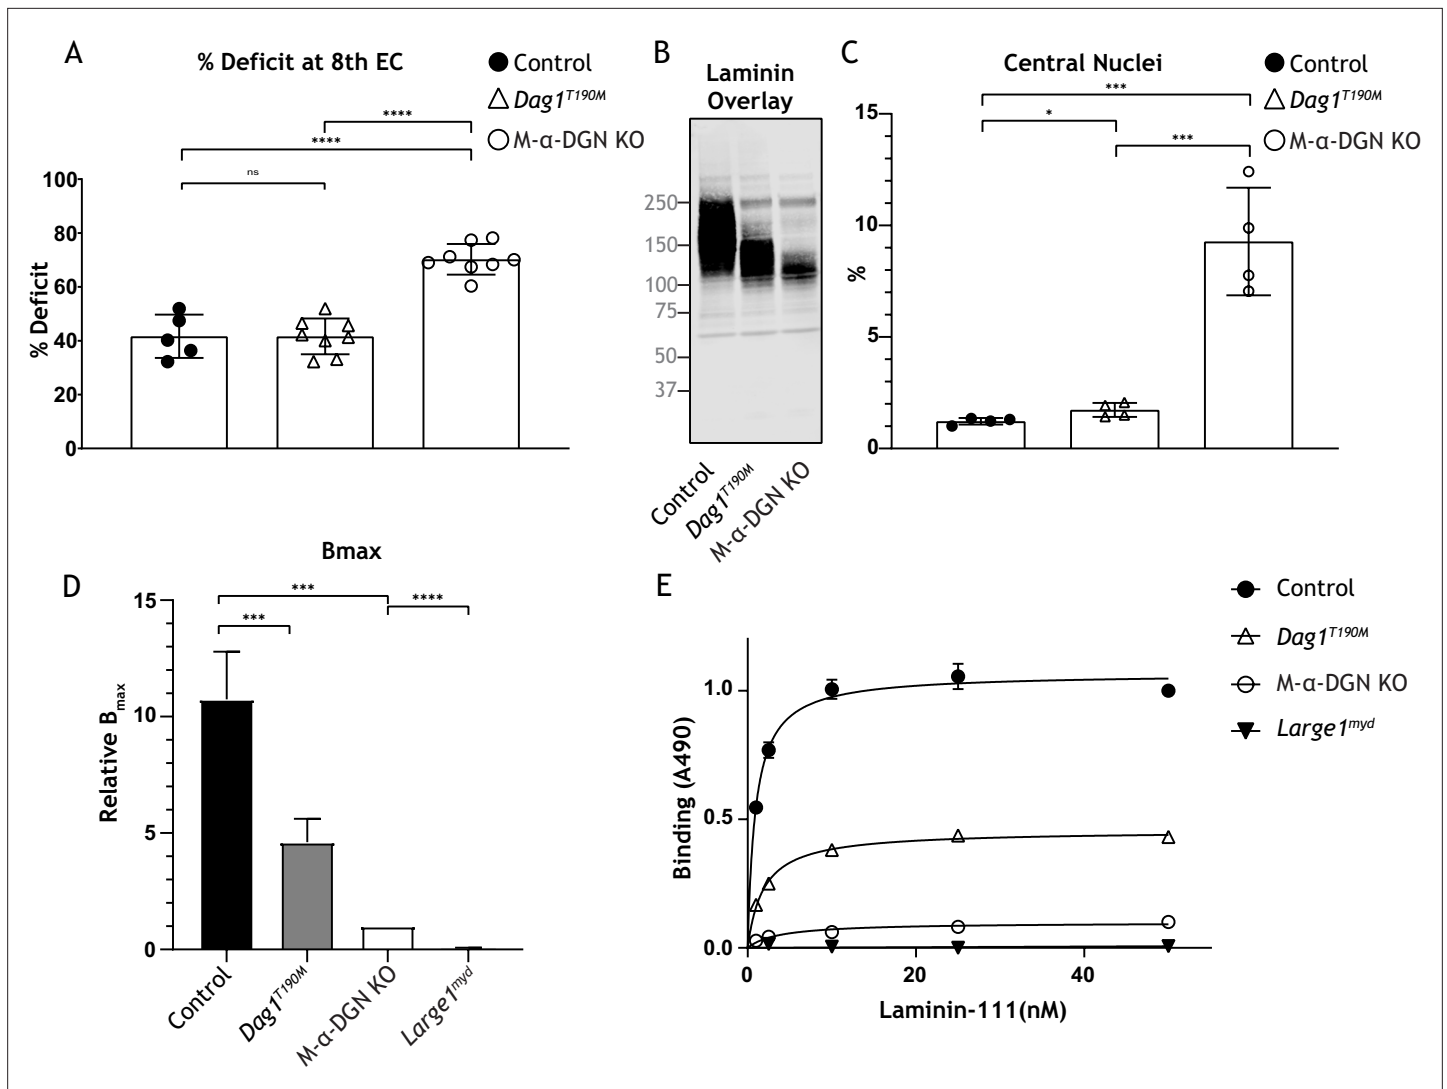 A
% Deficit at 8th EC
Control
Dag1T190M
M-α-DGN KO
****
****
ns
100
80
60
40
20
0
% Deficit
B
Laminin
Overlay
250
150
100
75
50
37
Control
Dag1T190M
M-α-DGN KO
C
Central Nuclei
Control
Dag1T190M
M-α-DGN KO
***
*
***
15
10
5
0
%
D
Bmax
***
****
***
15
10
5
0
Relative Bmax
Control
Dag1T190M
M-α-DGN KO
Large1myd
E
Control
Dag1T190M
M-α-DGN KO
Large1myd
1.0
0.5
0.0
Binding (A490)
0
20
40
Laminin-111(nM)